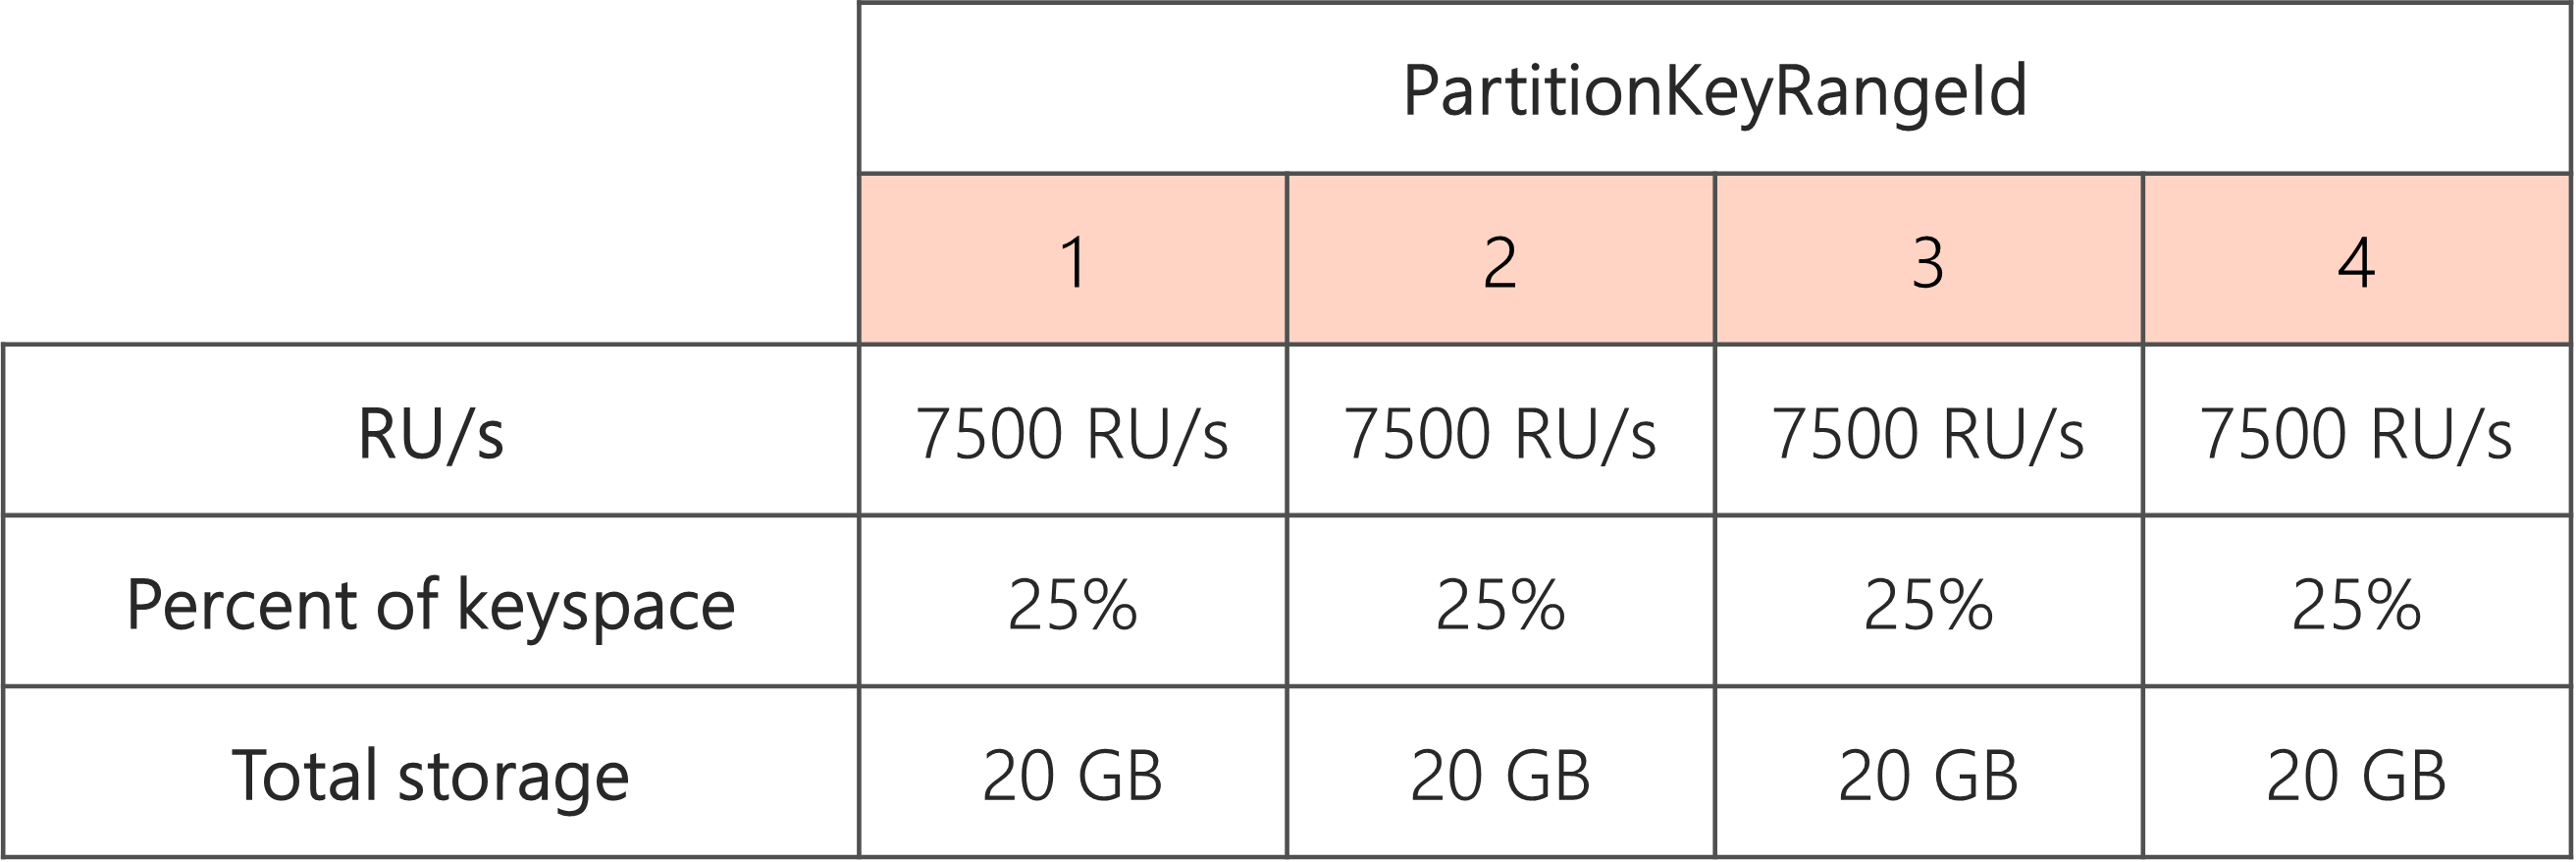 PartitionKeyRangeId
1 2 3 4
RU/s 7500 RU/s 7500 RU/s 7500 RU/s 7500 RU/s
Percent of keyspace 25% 25% 25% 25%
Total storage 20 GB 20 GB 20 GB 20 GB